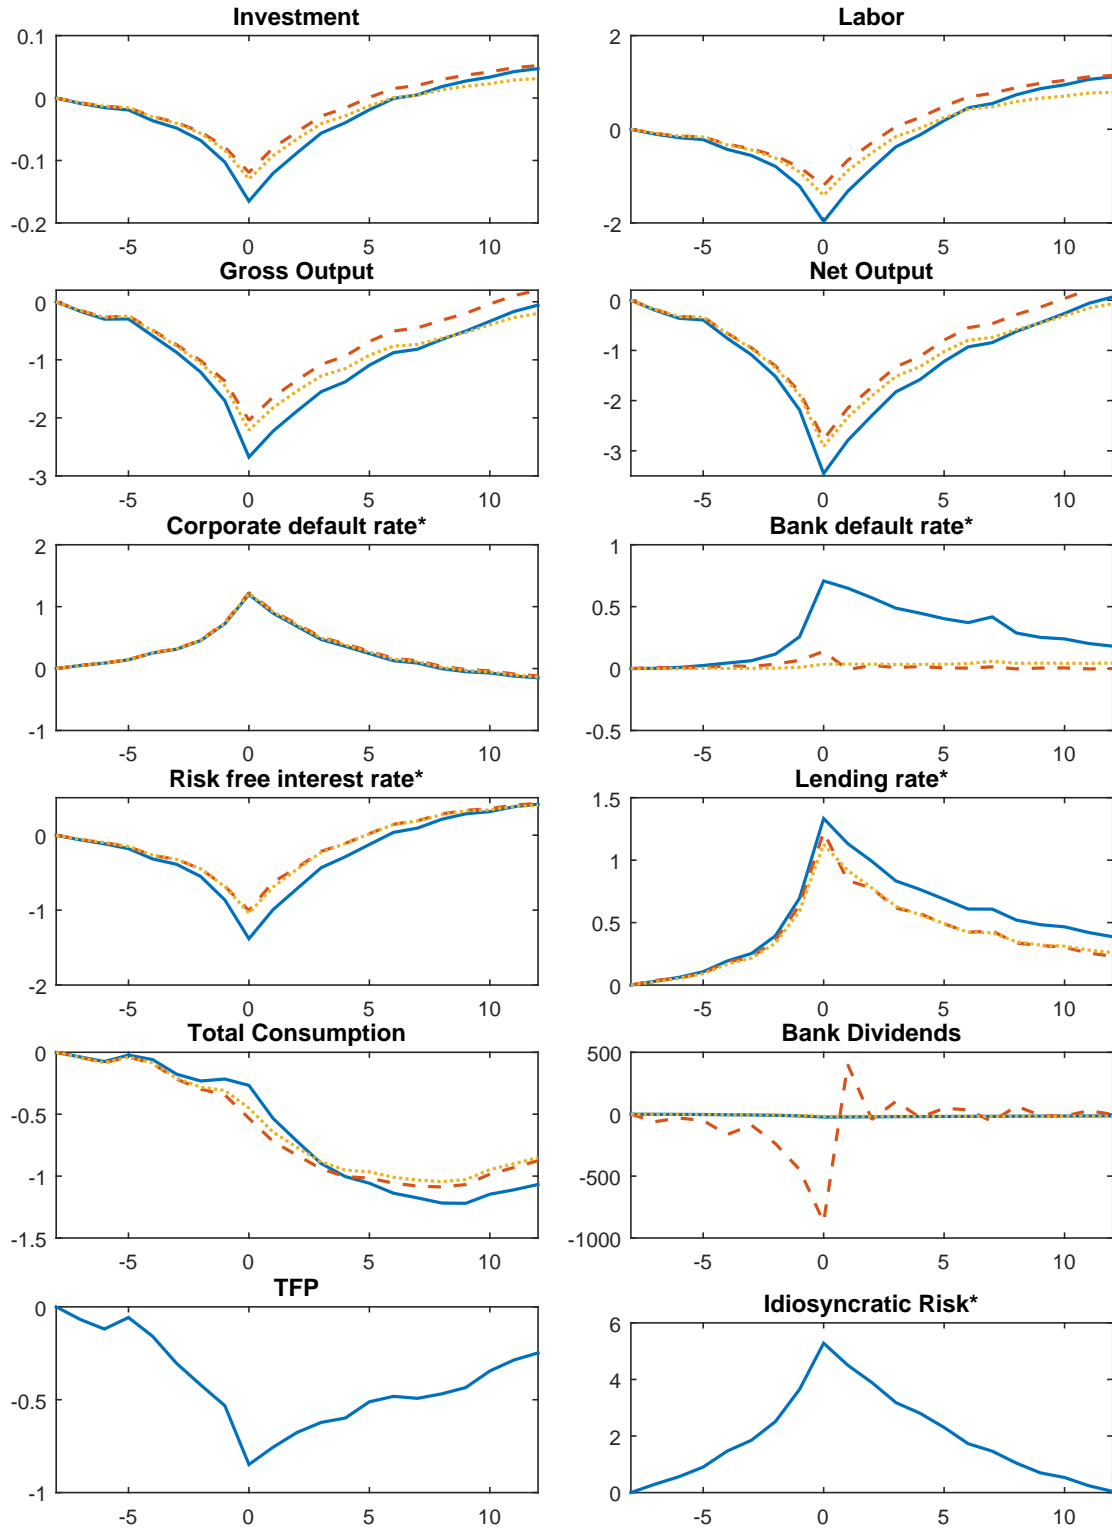 Investment
0.1
0
-0.1
-0.2
-5 0 5 10
Labor
2
0
-2
-5 0 5 10
Gross Output
0
-1
-2
-3
-5 0 5 10
Net Output
0
-1
-2
-3
-5 0 5 10
Corporate default rate*
2
1
0
-1
-5 0 5 10
Bank default rate*
1
0.5
0
-0.5
-5 0 5 10
Risk free interest rate*
0
-1
-2
-5 0 5 10
Lending rate*
1.5
1
0.5
0
-5 0 5 10
Total Consumption
0
-0.5
-1
-1.5
-5 0 5 10
Bank Dividends
500
0
-500
-1000
-5 0 5 10
TFP
0
-0.5
-1
-5 0 5 10
Idiosyncratic Risk*
6
4
2
0
-5 0 5 10